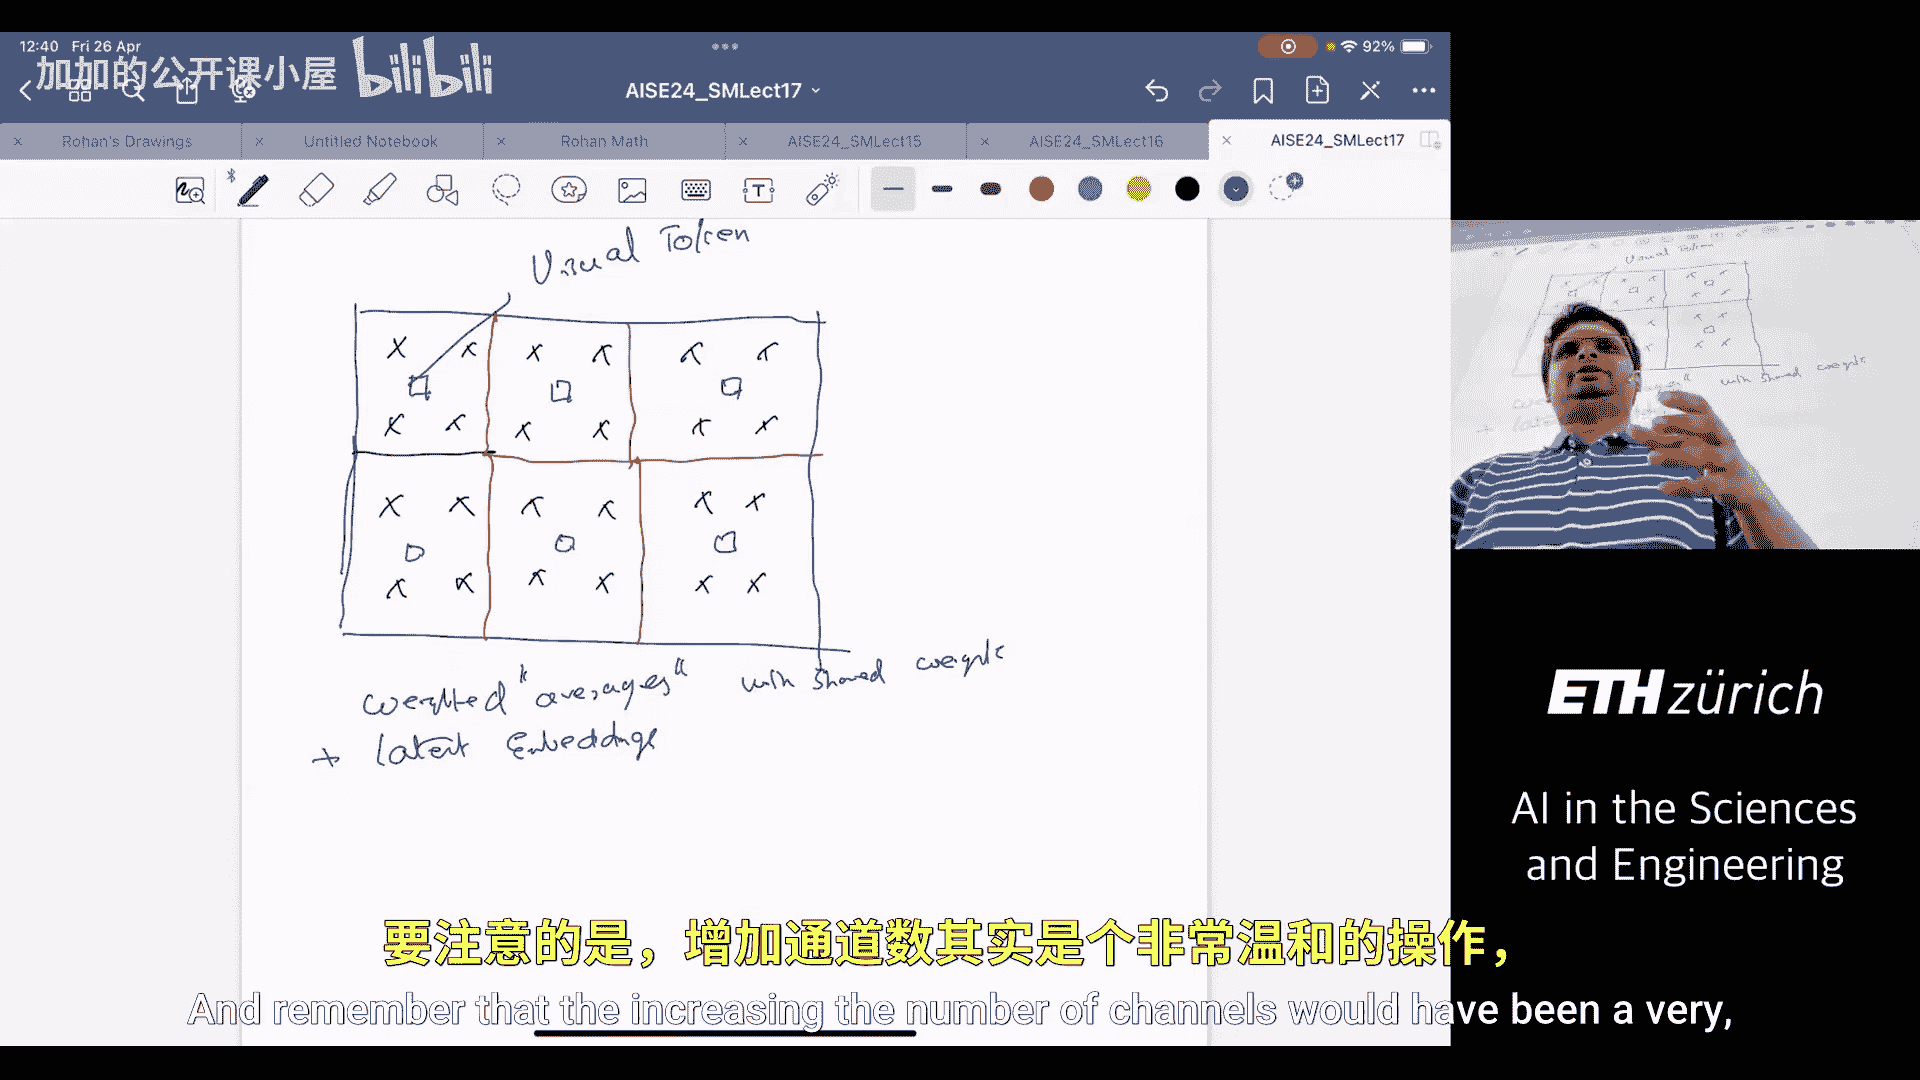 12:40 Fri 26 Apr
92%
加加的公开课小屋 bilibili
AISE24_SMLect17
Rohan's Drawings
Untitled Notebook
Rohan Math
AISE24_SMLect15
AISE24_SMLect16
AISE24_SMLect17
Visual Token
weighted "averages" with shared weights
+ latent Embeddings
ETH zürich
AI in the Sciences
and Engineering
要注意的是，增加通道数其实是个非常温和的操作，
And remember that the increasing the number of channels would have been a very,